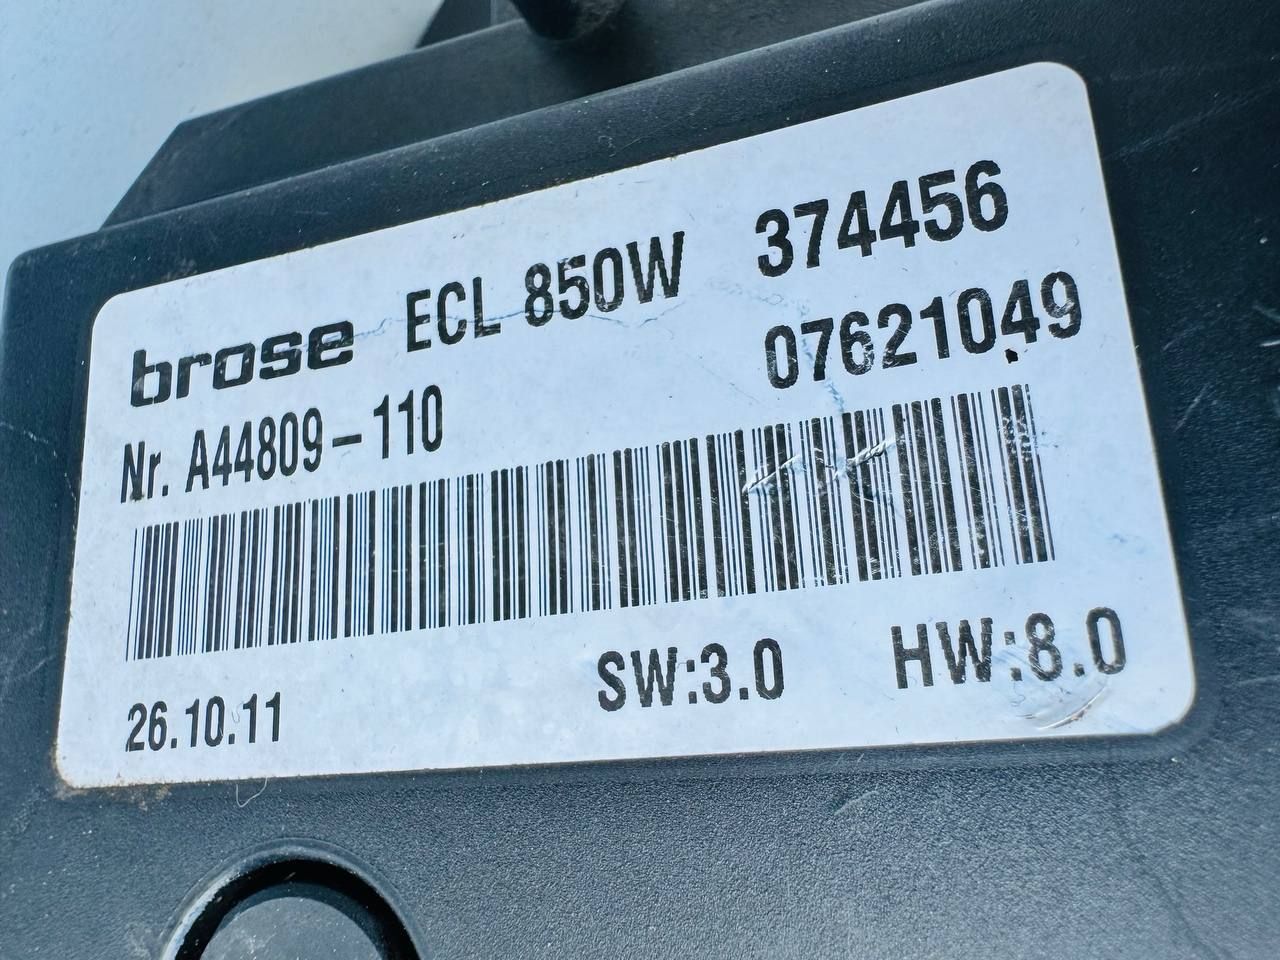 brose ECL 850W 374456
07621049
Nr. A44809-110
26.10.11 SW:3.0 HW:8.0